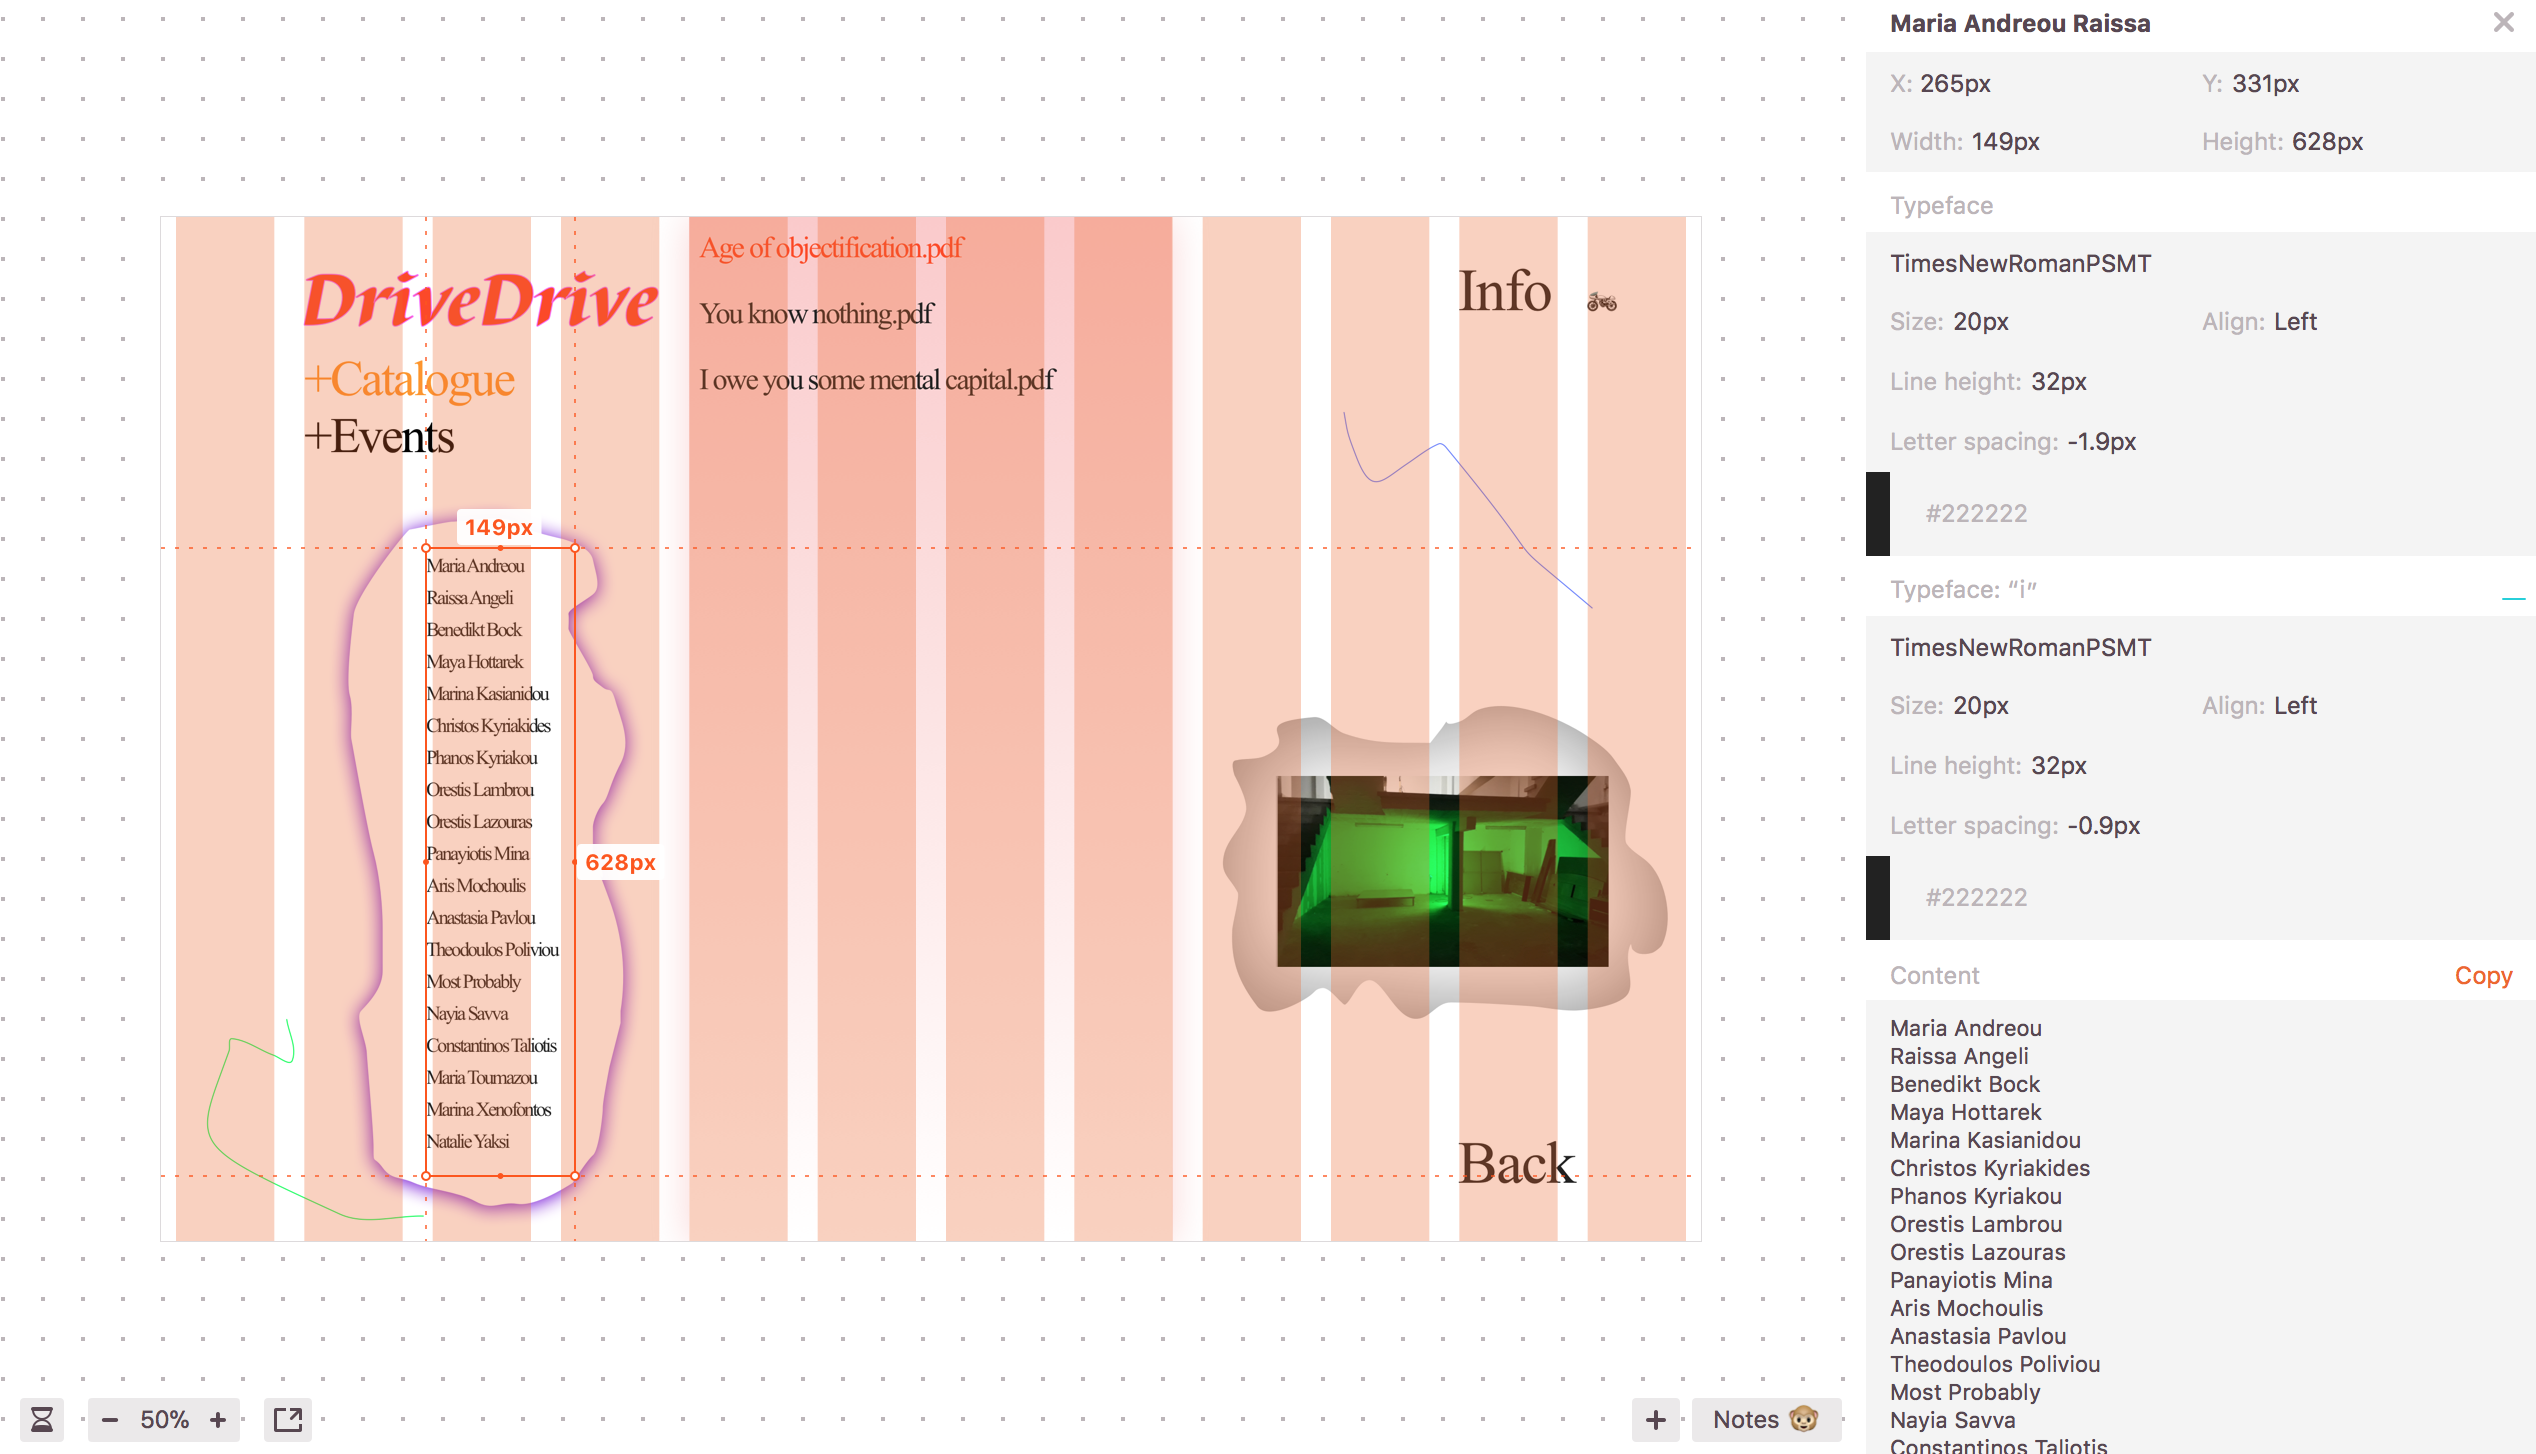 DriveDrive
+Catalogue
+Events
Age of objectification.pdf
You know nothing.pdf
I owe you some mental capital.pdf
Info
149px
628px
Maria Andreou
Raissa Angeli
Benedikt Bock
Maya Hottarek
Marina Kasianidou
Christos Kyriakides
Phanos Kyriakou
Orestis Lambrou
Orestis Lazouras
Panayiotis Mina
Aris Mochoulis
Anastasia Pavlou
Theodoulos Poliviou
Most Probably
Nayia Savva
Constantinos Taliotis
Maria Toumazou
Marina Xenofontos
Natalie Yaksi
Back
50%
Notes
Maria Andreou Raissa
X: 265px Y: 331px
Width: 149px Height: 628px
Typeface
TimesNewRomanPSMT
Size: 20px Align: Left
Line height: 32px
Letter spacing: -1.9px
#222222
Typeface: “i”
TimesNewRomanPSMT
Size: 20px Align: Left
Line height: 32px
Letter spacing: -0.9px
#222222
Content Copy
Maria Andreou
Raissa Angeli
Benedikt Bock
Maya Hottarek
Marina Kasianidou
Christos Kyriakides
Phanos Kyriakou
Orestis Lambrou
Orestis Lazouras
Panayiotis Mina
Aris Mochoulis
Anastasia Pavlou
Theodoulos Poliviou
Most Probably
Nayia Savva
Constantinos Taliotis